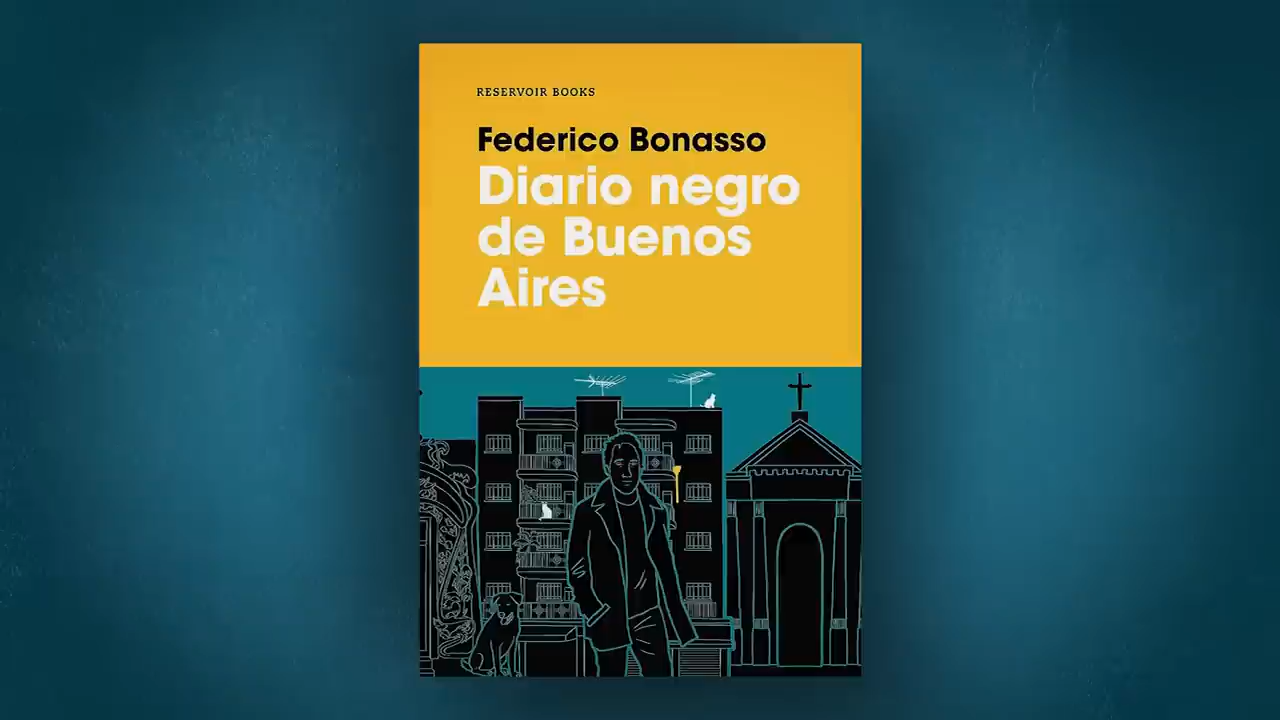 RESERVOIR BOOKS
Federico Bonasso
Diario negro
de Buenos
Aires